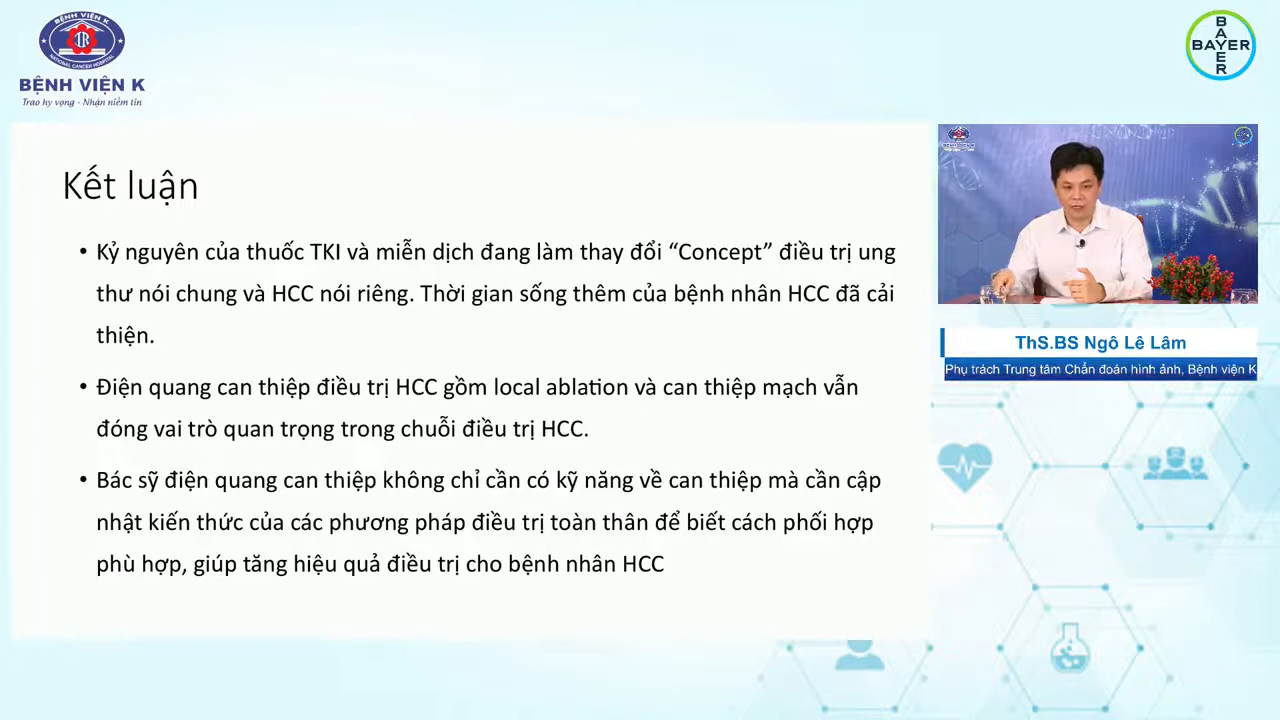 BỆNH VIỆN K
NATIONAL CANCER HOSPITAL
BỆNH VIỆN K
Trao hy vọng - Nhận niềm tin
BAYER
BAYER
Kết luận
• Kỷ nguyên của thuốc TKI và miễn dịch đang làm thay đổi “Concept” điều trị ung
thư nói chung và HCC nói riêng. Thời gian sống thêm của bệnh nhân HCC đã cải
thiện.
• Điện quang can thiệp điều trị HCC gồm local ablation và can thiệp mạch vẫn
đóng vai trò quan trọng trong chuỗi điều trị HCC.
• Bác sỹ điện quang can thiệp không chỉ cần có kỹ năng về can thiệp mà cần cập
nhật kiến thức của các phương pháp điều trị toàn thân để biết cách phối hợp
phù hợp, giúp tăng hiệu quả điều trị cho bệnh nhân HCC
ThS.BS Ngô Lê Lâm
Phụ trách Trung tâm Chẩn đoán hình ảnh, Bệnh viện K